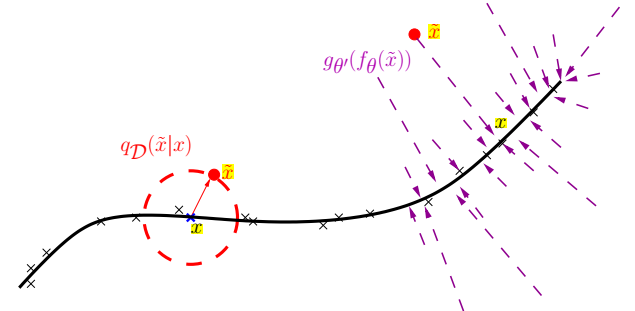 x̃
g_θ′(f_θ(x̃))
x
q_𝒟(x̃|x)
x̃
x